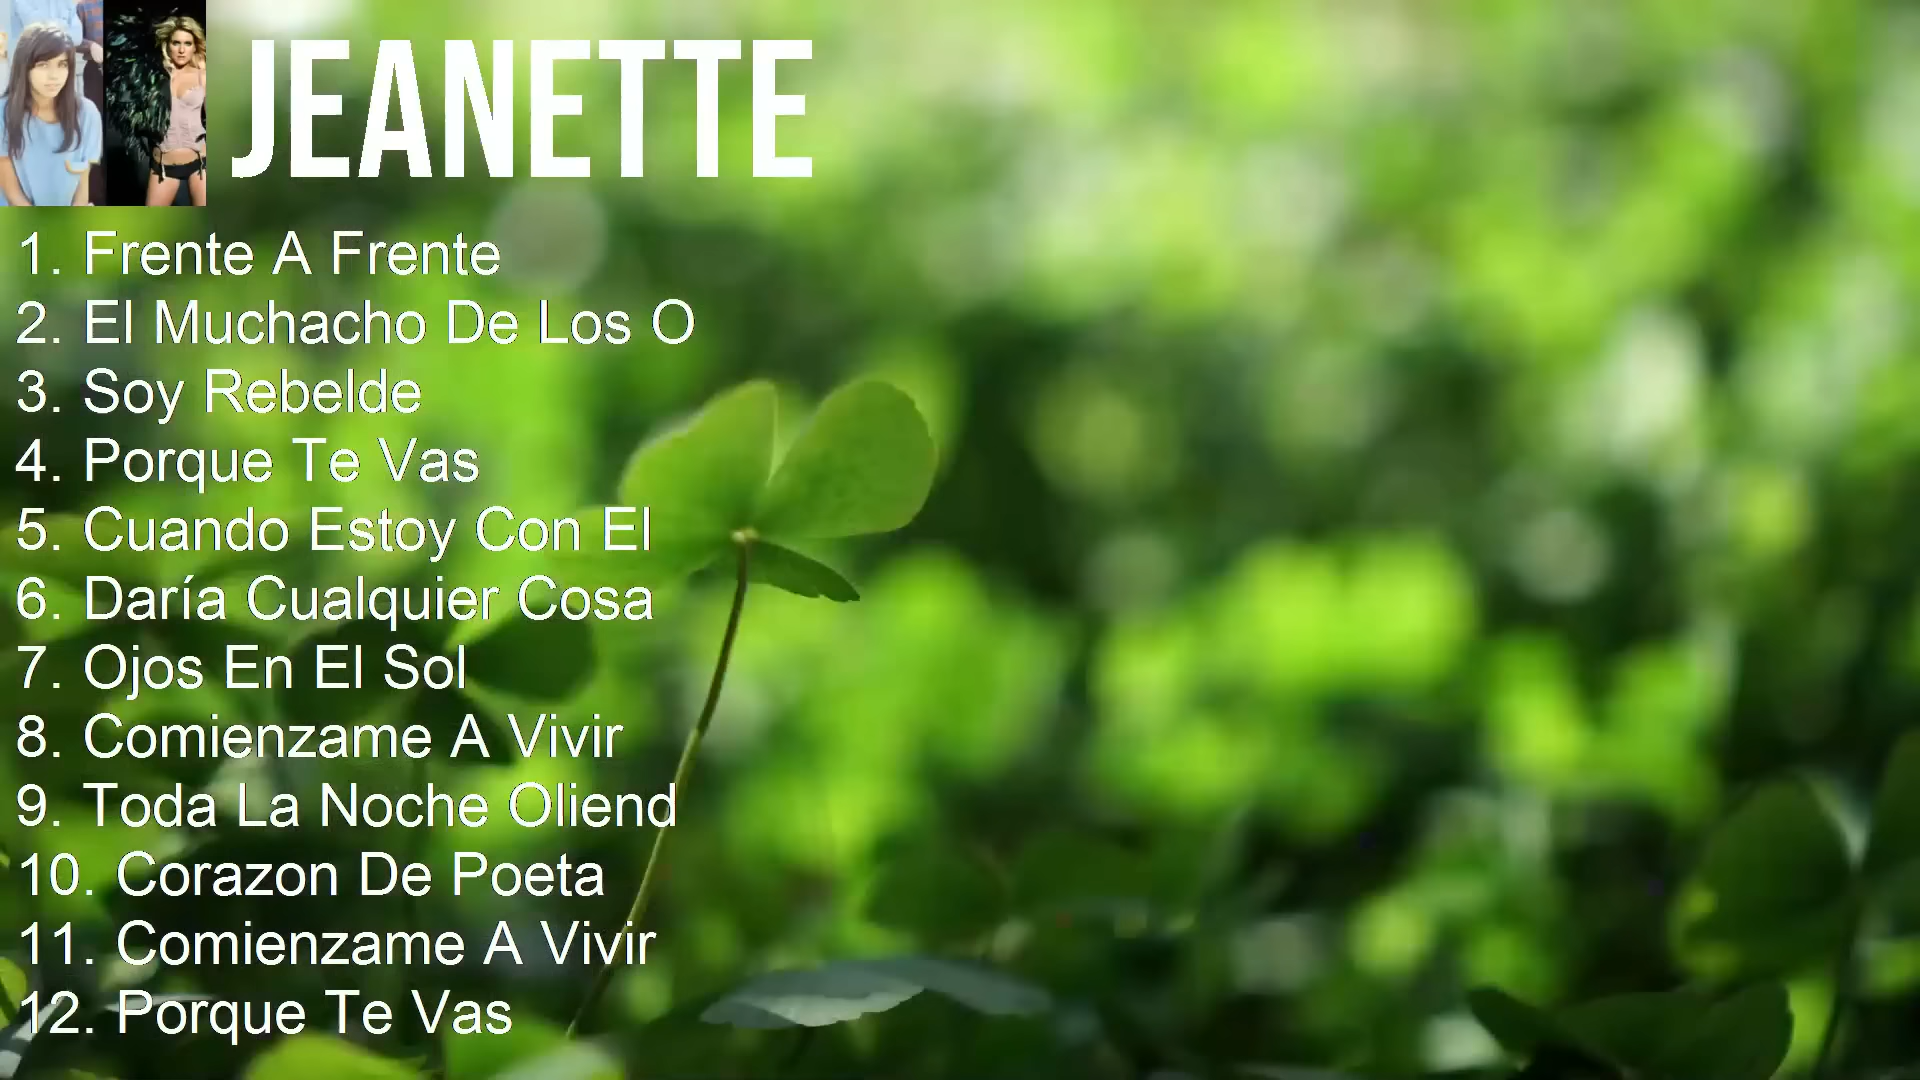 JEANETTE
1. Frente A Frente
2. El Muchacho De Los O
3. Soy Rebelde
4. Porque Te Vas
5. Cuando Estoy Con El
6. Daría Cualquier Cosa
7. Ojos En El Sol
8. Comienzame A Vivir
9. Toda La Noche Oliend
10. Corazon De Poeta
11. Comienzame A Vivir
12. Porque Te Vas